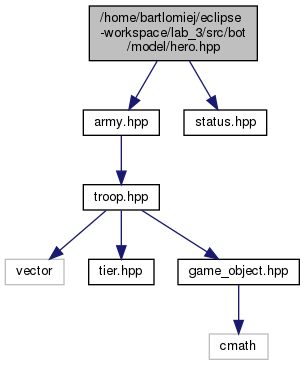 /home/bartlomiej/eclipse
-workspace/lab_3/src/bot
/model/hero.hpp
army.hpp
status.hpp
troop.hpp
vector
tier.hpp
game_object.hpp
cmath